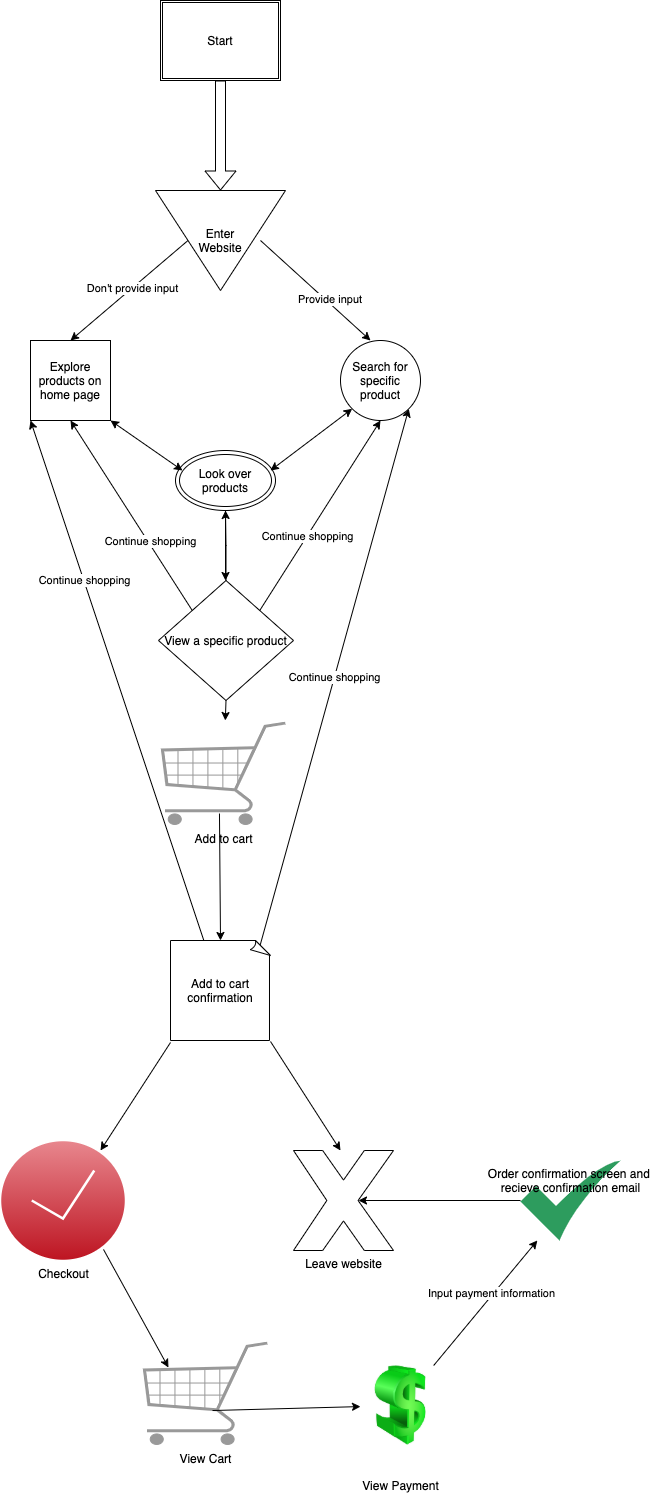 Start
Enter
Website
Don't provide input
Provide input
Explore
products on
home page
Search for
specific
product
Look over
products
Continue shopping
Continue shopping
Continue shopping
View a specific product
Continue shopping
Add to cart
Add to cart
confirmation
Order confirmation screen and
recieve confirmation email
Leave website
Checkout
Input payment information
View Cart
View Payment